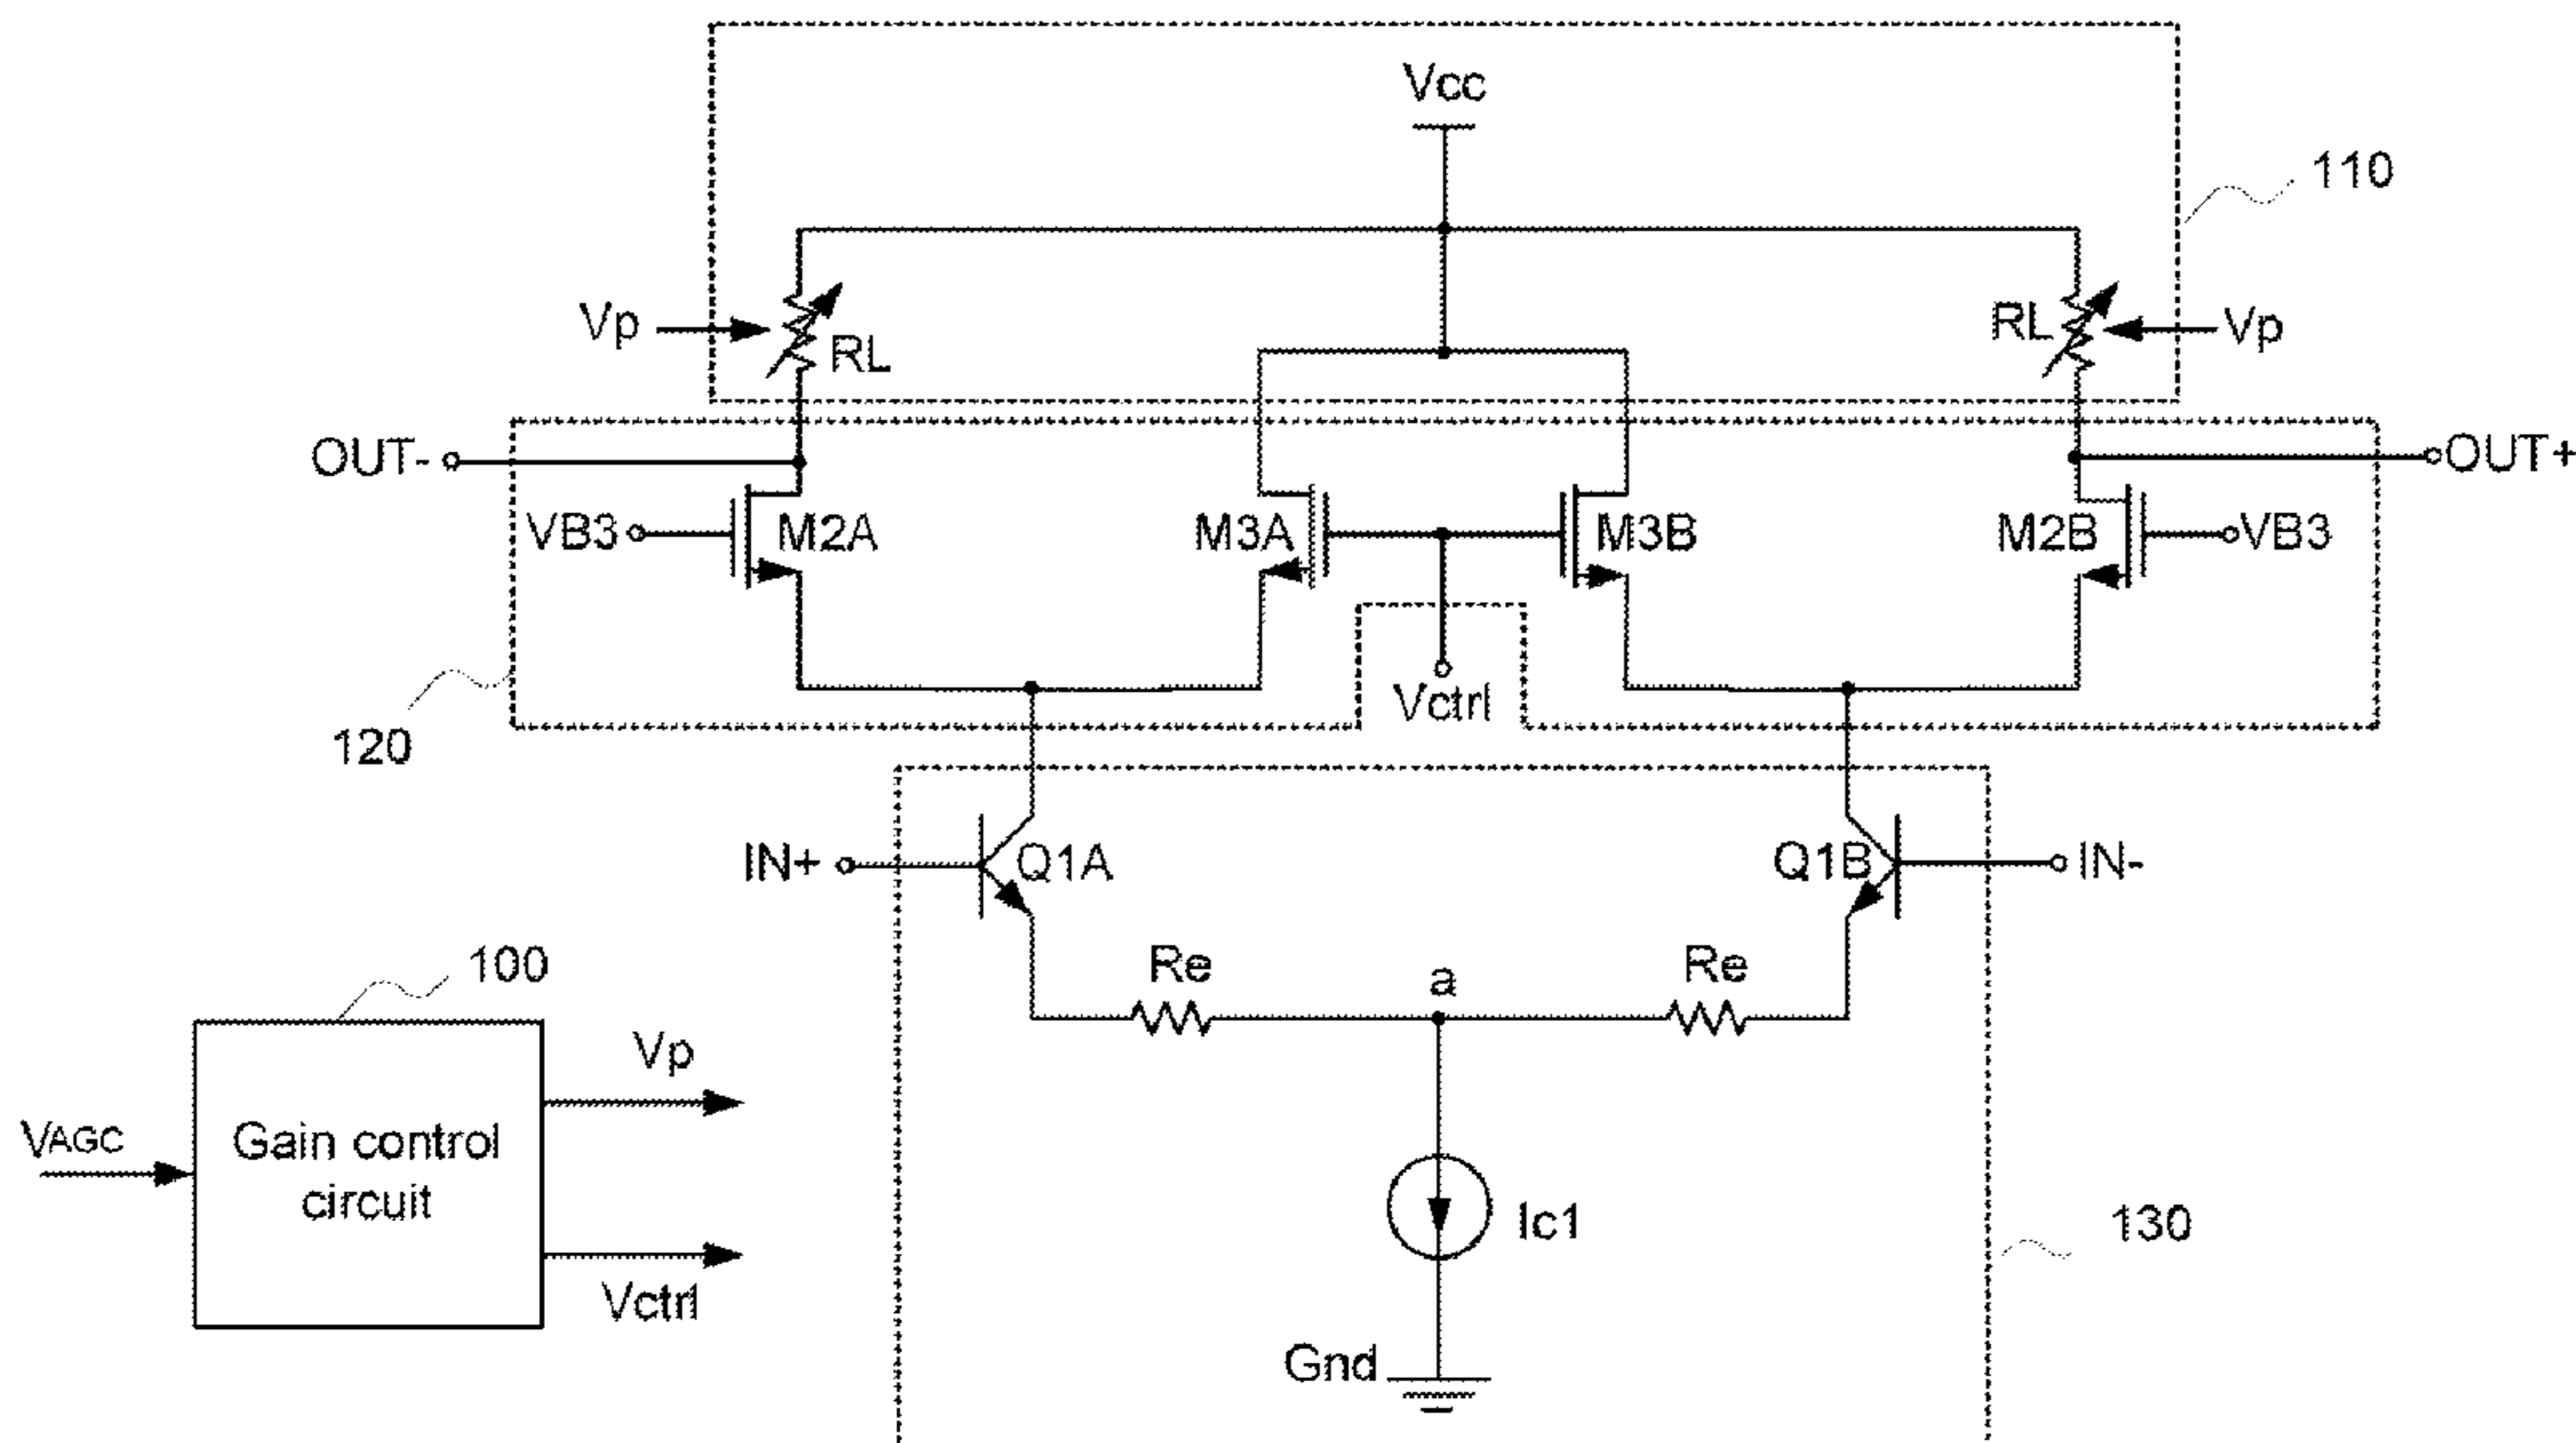 Vcc
110
Vp
RL
RL
Vp
OUT-
OUT+
VB3
M2A
M3A
M3B
M2B
VB3
Vctrl
120
IN+
Q1A
Q1B
IN-
100
Re
a
Re
Vp
VAGC
Gain control
circuit
Ic1
130
Vctrl
Gnd